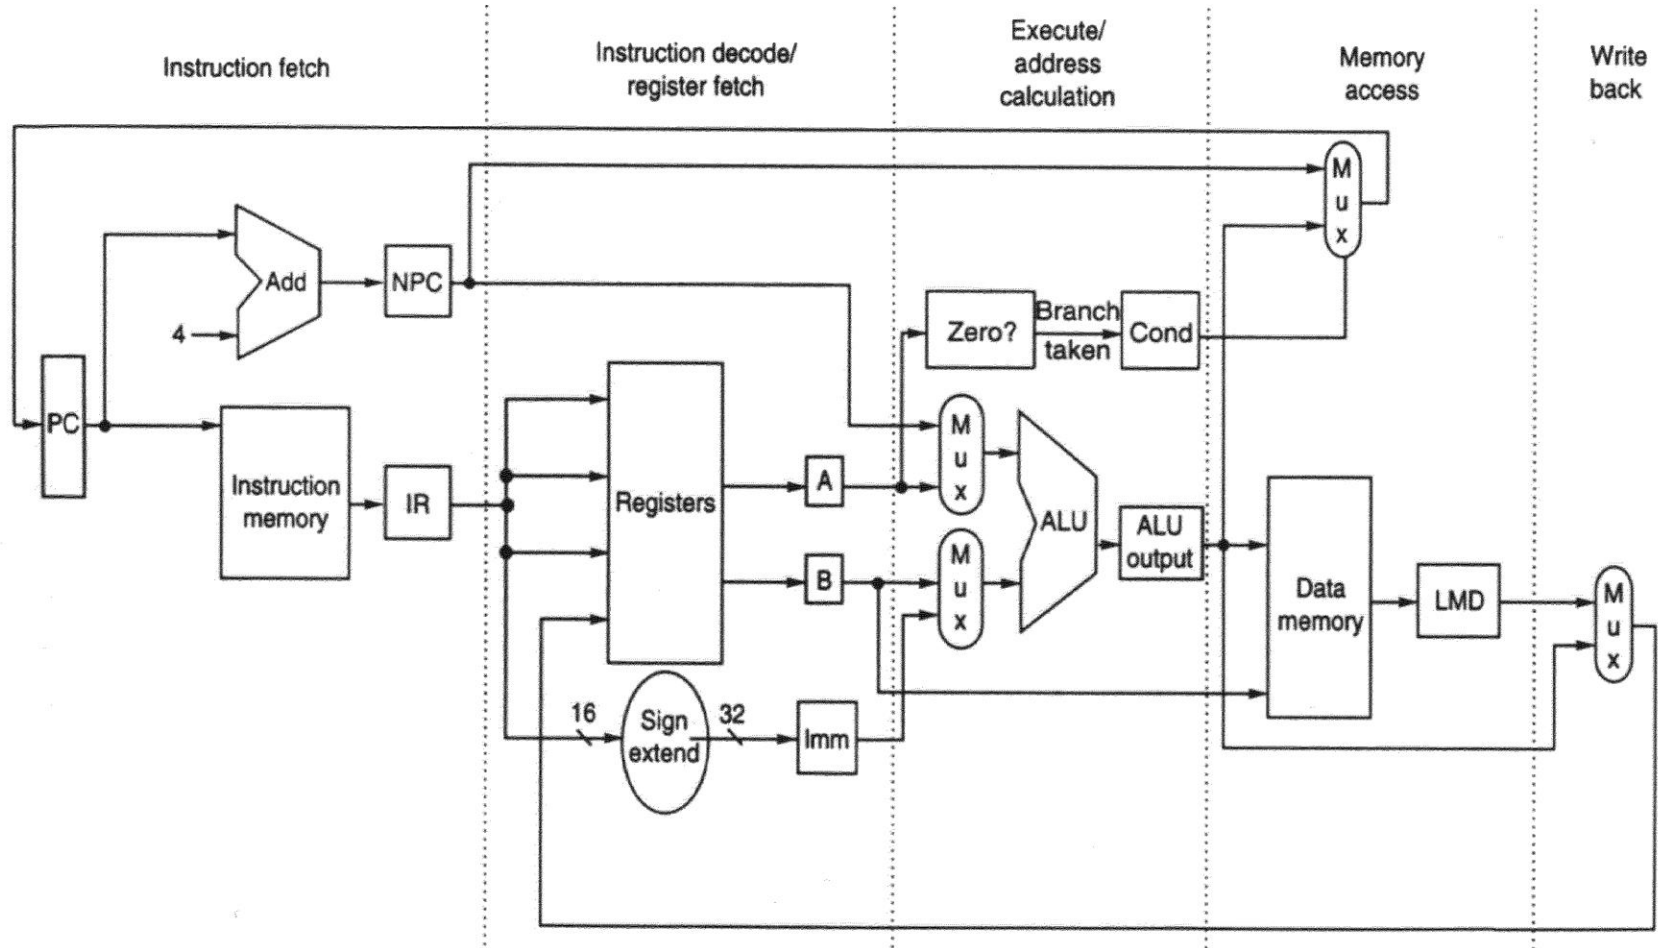 Instruction fetch
Instruction decode/
register fetch
Execute/
address
calculation
Memory
access
Write
back
M
u
x
Add
NPC
4
Zero?
Branch
taken
Cond
PC
Instruction
memory
IR
Registers
A
B
M
u
x
M
u
x
ALU
ALU
output
Data
memory
LMD
M
u
x
16
Sign
extend
32
Imm